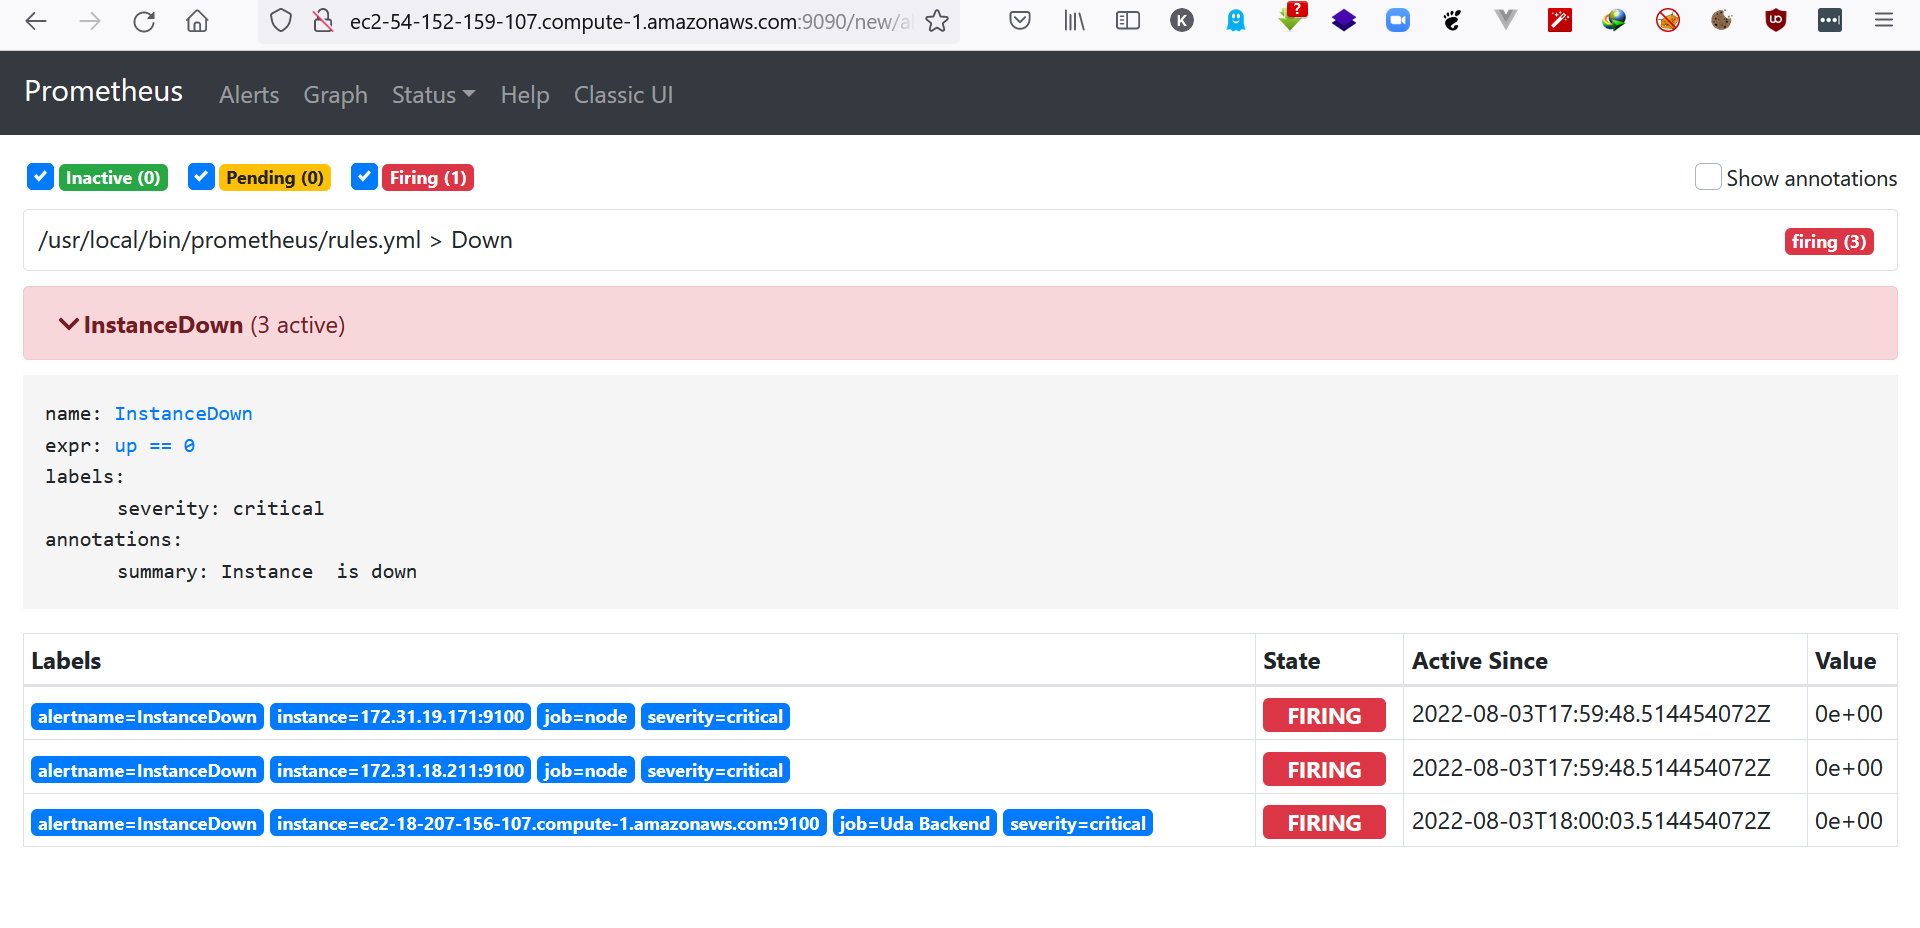 ec2-54-152-159-107.compute-1.amazonaws.com:9090/new/al
K
?
Prometheus Alerts Graph Status Help Classic UI
Inactive (0) Pending (0) Firing (1) Show annotations
/usr/local/bin/prometheus/rules.yml > Down firing (3)
InstanceDown (3 active)
name: InstanceDown
expr: up == 0
labels:
severity: critical
annotations:
summary: Instance  is down
Labels State Active Since Value
alertname=InstanceDown instance=172.31.19.171:9100 job=node severity=critical FIRING 2022-08-03T17:59:48.514454072Z 0e+00
alertname=InstanceDown instance=172.31.18.211:9100 job=node severity=critical FIRING 2022-08-03T17:59:48.514454072Z 0e+00
alertname=InstanceDown instance=ec2-18-207-156-107.compute-1.amazonaws.com:9100 job=Uda Backend severity=critical FIRING 2022-08-03T18:00:03.514454072Z 0e+00